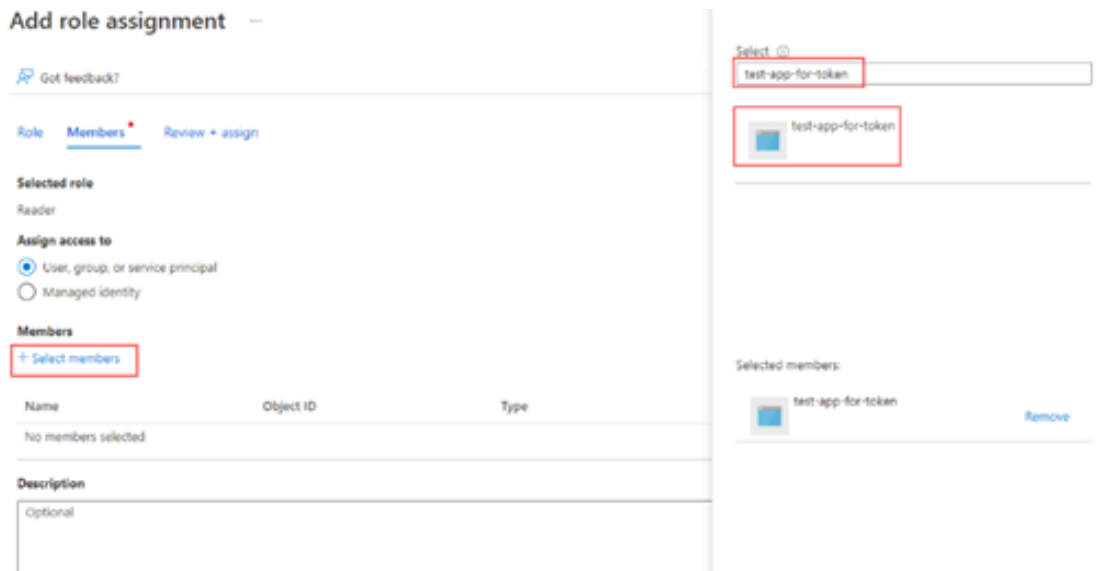 Add role assignment ...
Got feedback?
Role Members Review + assign
Selected role
Reader
Assign access to
User, group, or service principal
Managed identity
Members
+ Select members
Name Object ID Type
No members selected
Description
Optional
Select
test-app-for-token
test-app-for-token
Selected members:
test-app-for-token
Remove